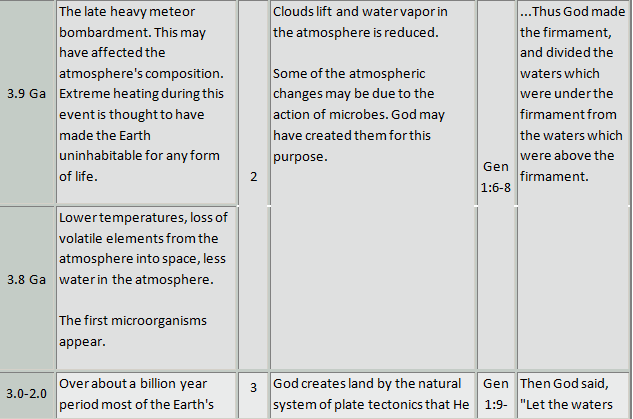 3.9 Ga
The late heavy meteor
bombardment. This may
have affected the
atmosphere's composition.
Extreme heating during this
event is thought to have
made the Earth
uninhabitable for any form
of life.
2
Clouds lift and water vapor in
the atmosphere is reduced.
Some of the atmospheric
changes may be due to the
action of microbes. God may
have created them for this
purpose.
Gen
1:6-8
...Thus God made
the firmament,
and divided the
waters which
were under the
firmament from
the waters which
were above the
firmament.
3.8 Ga
Lower temperatures, loss of
volatile elements from the
atmosphere into space, less
water in the atmosphere.
The first microorganisms
appear.
3.0-2.0
Over about a billion year
period most of the Earth's
3
God creates land by the natural
system of plate tectonics that He
Gen
1:9-
Then God said,
"Let the waters